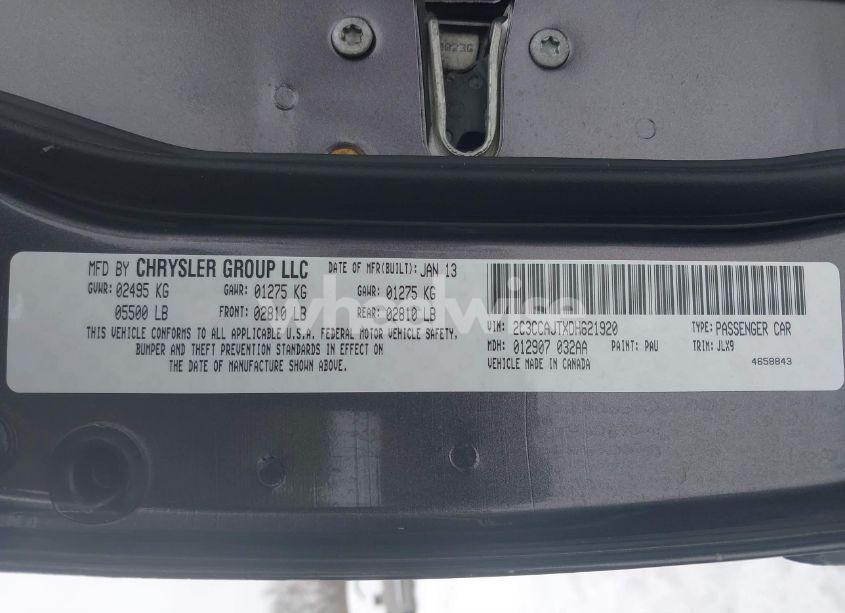 1023G
MFD BY CHRYSLER GROUP LLC DATE OF MFR(BUILT): JAN 13
GVWR: 02495 KG GAWR: 01275 KG GAWR: 01275 KG
05500 LB FRONT: 02810 LB REAR: 02810 LB
THIS VEHICLE CONFORMS TO ALL APPLICABLE U.S.A. FEDERAL MOTOR VEHICLE SAFETY,
BUMPER AND THEFT PREVENTION STANDARDS IN EFFECT ON
THE DATE OF MANUFACTURE SHOWN ABOVE.
VIN: 2C3CCAJTXDH621920 TYPE: PASSENGER CAR
MDH: 012907 032AA PAINT: PAU TRIM: JLX9
VEHICLE MADE IN CANADA 4658843
whatwise